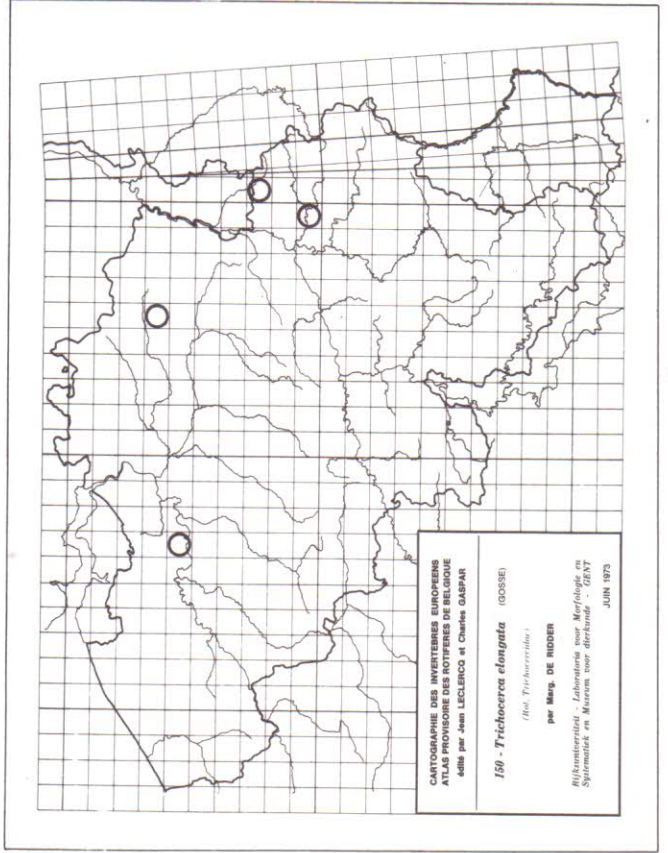 CARTOGRAPHIE DES INVERTEBRES EUROPEENS
ATLAS PROVISOIRE DES ROTIFERES DE BELGIQUE
édité par Jean LECLERCQ et Charles GASPAR
150 - Trichocerca elongata (GOSSE)
(Rot. Trichocercidae)
par Marg. DE RIDDER
Rijksuniversiteit - Laboratoria voor Morfologie en
Systematiek en Museum voor dierkunde - GENT
JUIN 1973